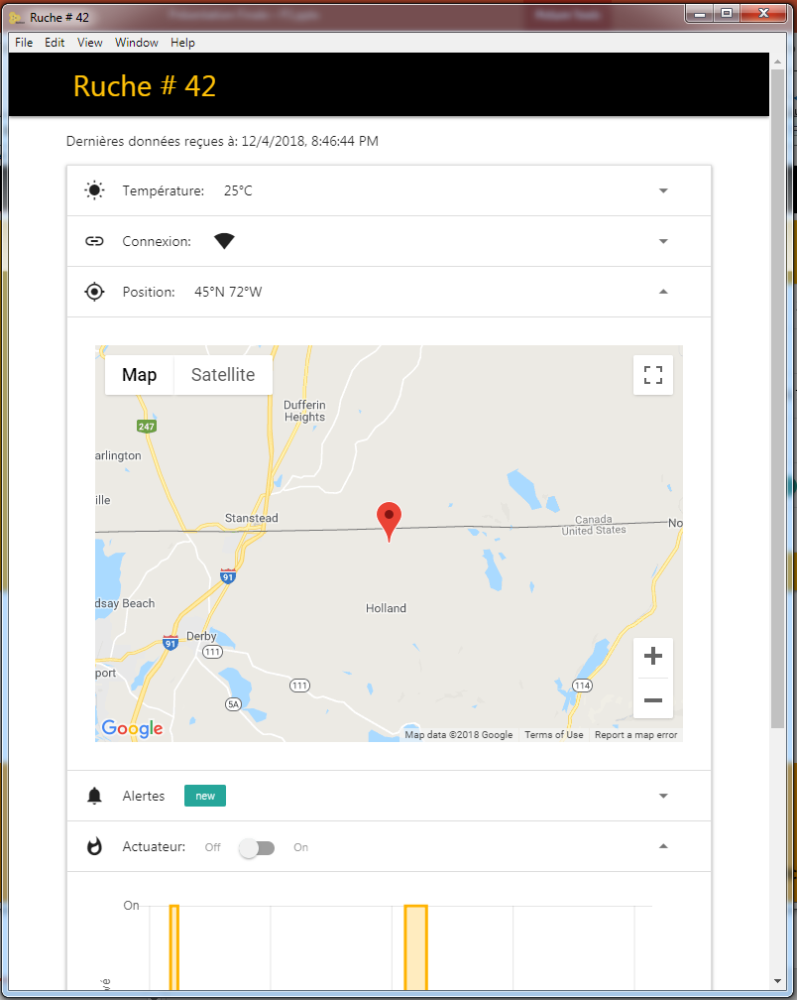 Ruche # 42
File Edit View Window Help
Ruche # 42
Dernières données reçues à: 12/4/2018, 8:46:44 PM
Température: 25°C
Connexion:
Position: 45°N 72°W
Map Satellite
Dufferin
Heights
247
arlington
ille
Stanstead
Canada
United States
No
91
dsay Beach
Holland
Derby
91
111
port
111
114
5A
Google
Map data ©2018 Google Terms of Use Report a map error
Alertes new
Actuateur: Off On
On
vé